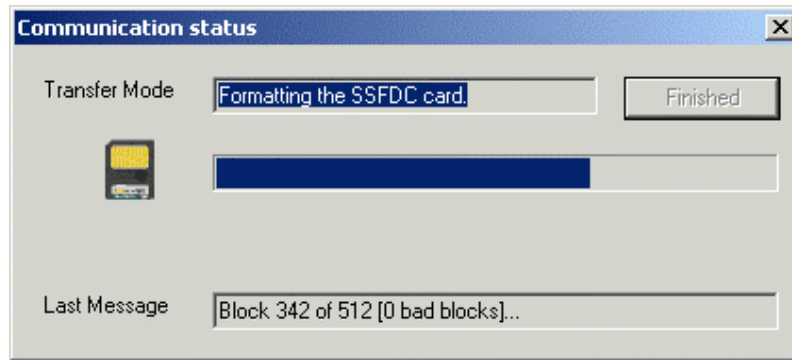 Communication status
Transfer Mode
Formatting the SSFDC card.
Finished
Last Message
Block 342 of 512 [0 bad blocks]...